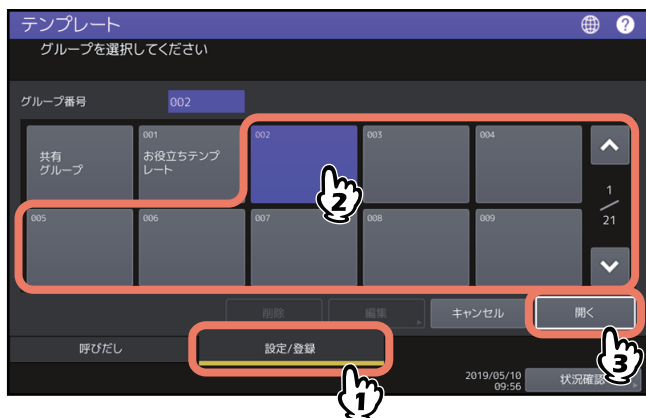 テンプレート
?
グループを選択してください
グループ番号
002
共有
グループ
001
お役立ちテンプ
レート
002
003
004
1
21
005
006
007
008
009
2
削除
編集
キャンセル
開く
呼びだし
設定/登録
3
1
2019/05/10
09:56
状況確認